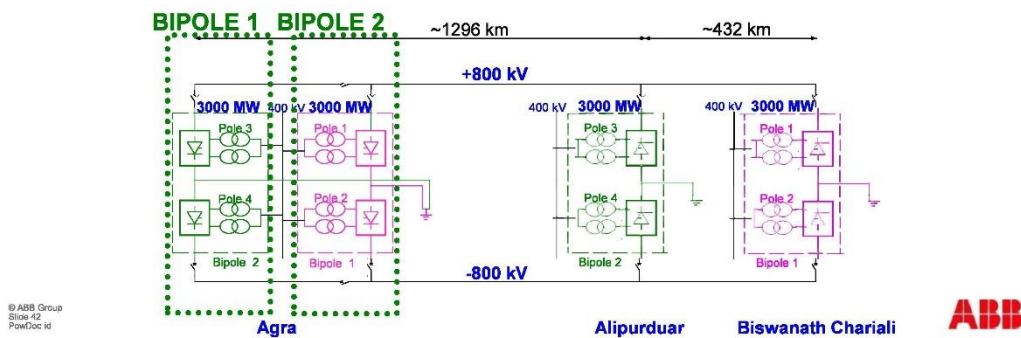 BIPOLE 1 BIPOLE 2
~1296 km ~432 km
+800 kV
3000 MW 400 kV 3000 MW 400 kV 3000 MW 400 kV 3000 MW
Pole 3 Pole 1 Pole 3 Pole 1
Pole 4 Pole 2 Pole 4 Pole 2
Bipole 2 Bipole 1 Bipole 2 Bipole 1
-800 kV
© ABB Group
Slide 42
PowDoc id
Agra Alipurduar Biswanath Chariali
ABB